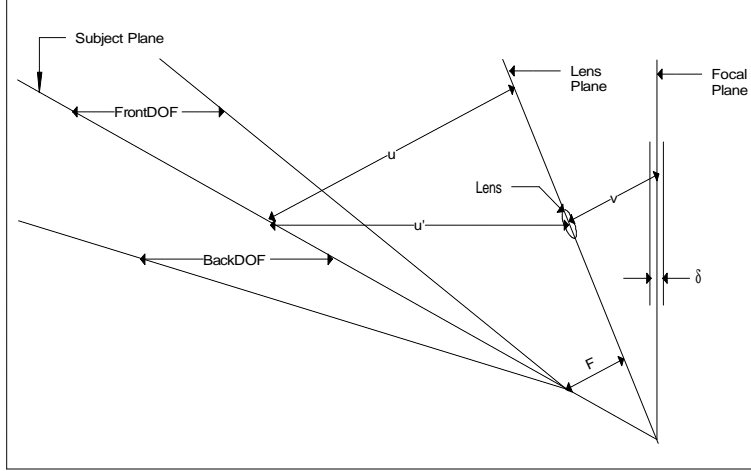 Subject Plane
FrontDOF
Lens
Plane
Focal
Plane
u
Lens
v
u'
BackDOF
δ
F